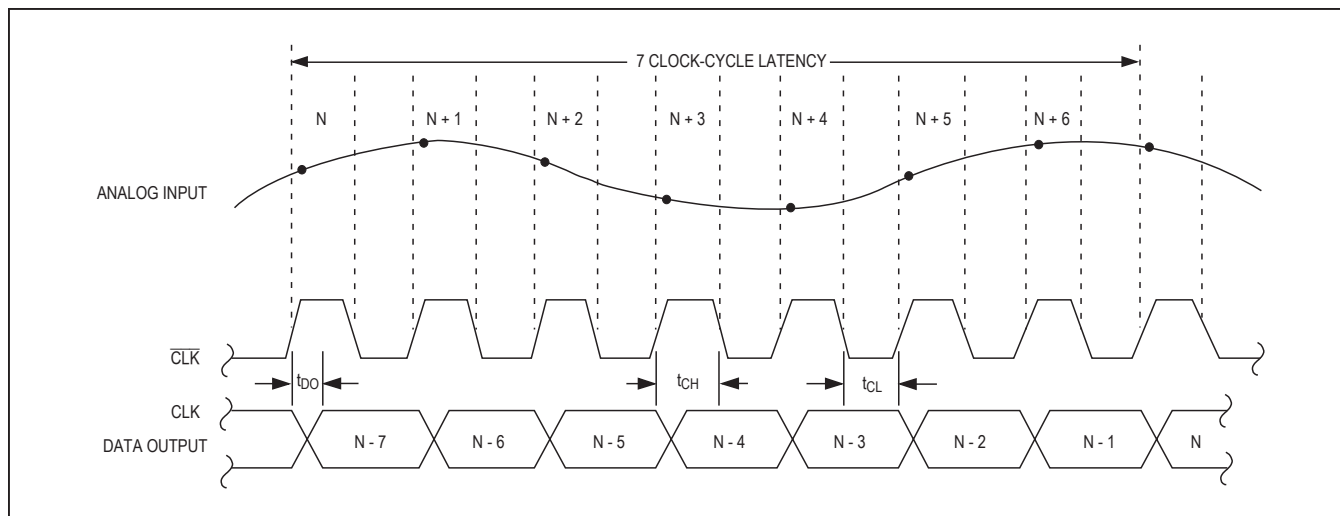 7 CLOCK-CYCLE LATENCY
N N + 1 N + 2 N + 3 N + 4 N + 5 N + 6
ANALOG INPUT
C̅L̅K̅
tDO tCH tCL
CLK
DATA OUTPUT
N - 7 N - 6 N - 5 N - 4 N - 3 N - 2 N - 1 N